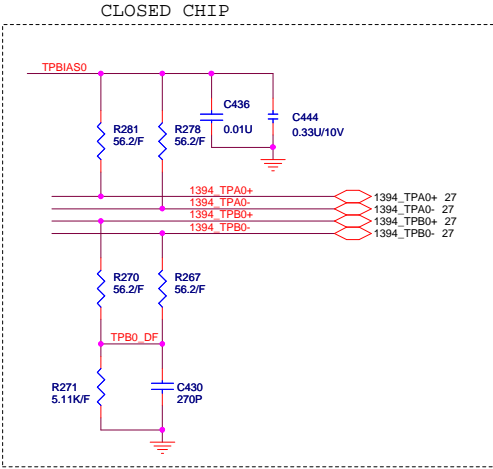 CLOSED CHIP
TPBIAS0
C436
0.01U
C444
0.33U/10V
R281
56.2/F
R278
56.2/F
1394_TPA0+
1394_TPA0+ 27
1394_TPA0-
1394_TPA0- 27
1394_TPB0+
1394_TPB0+ 27
1394_TPB0-
1394_TPB0- 27
R270
56.2/F
R267
56.2/F
TPB0_DF
R271
5.11K/F
C430
270P